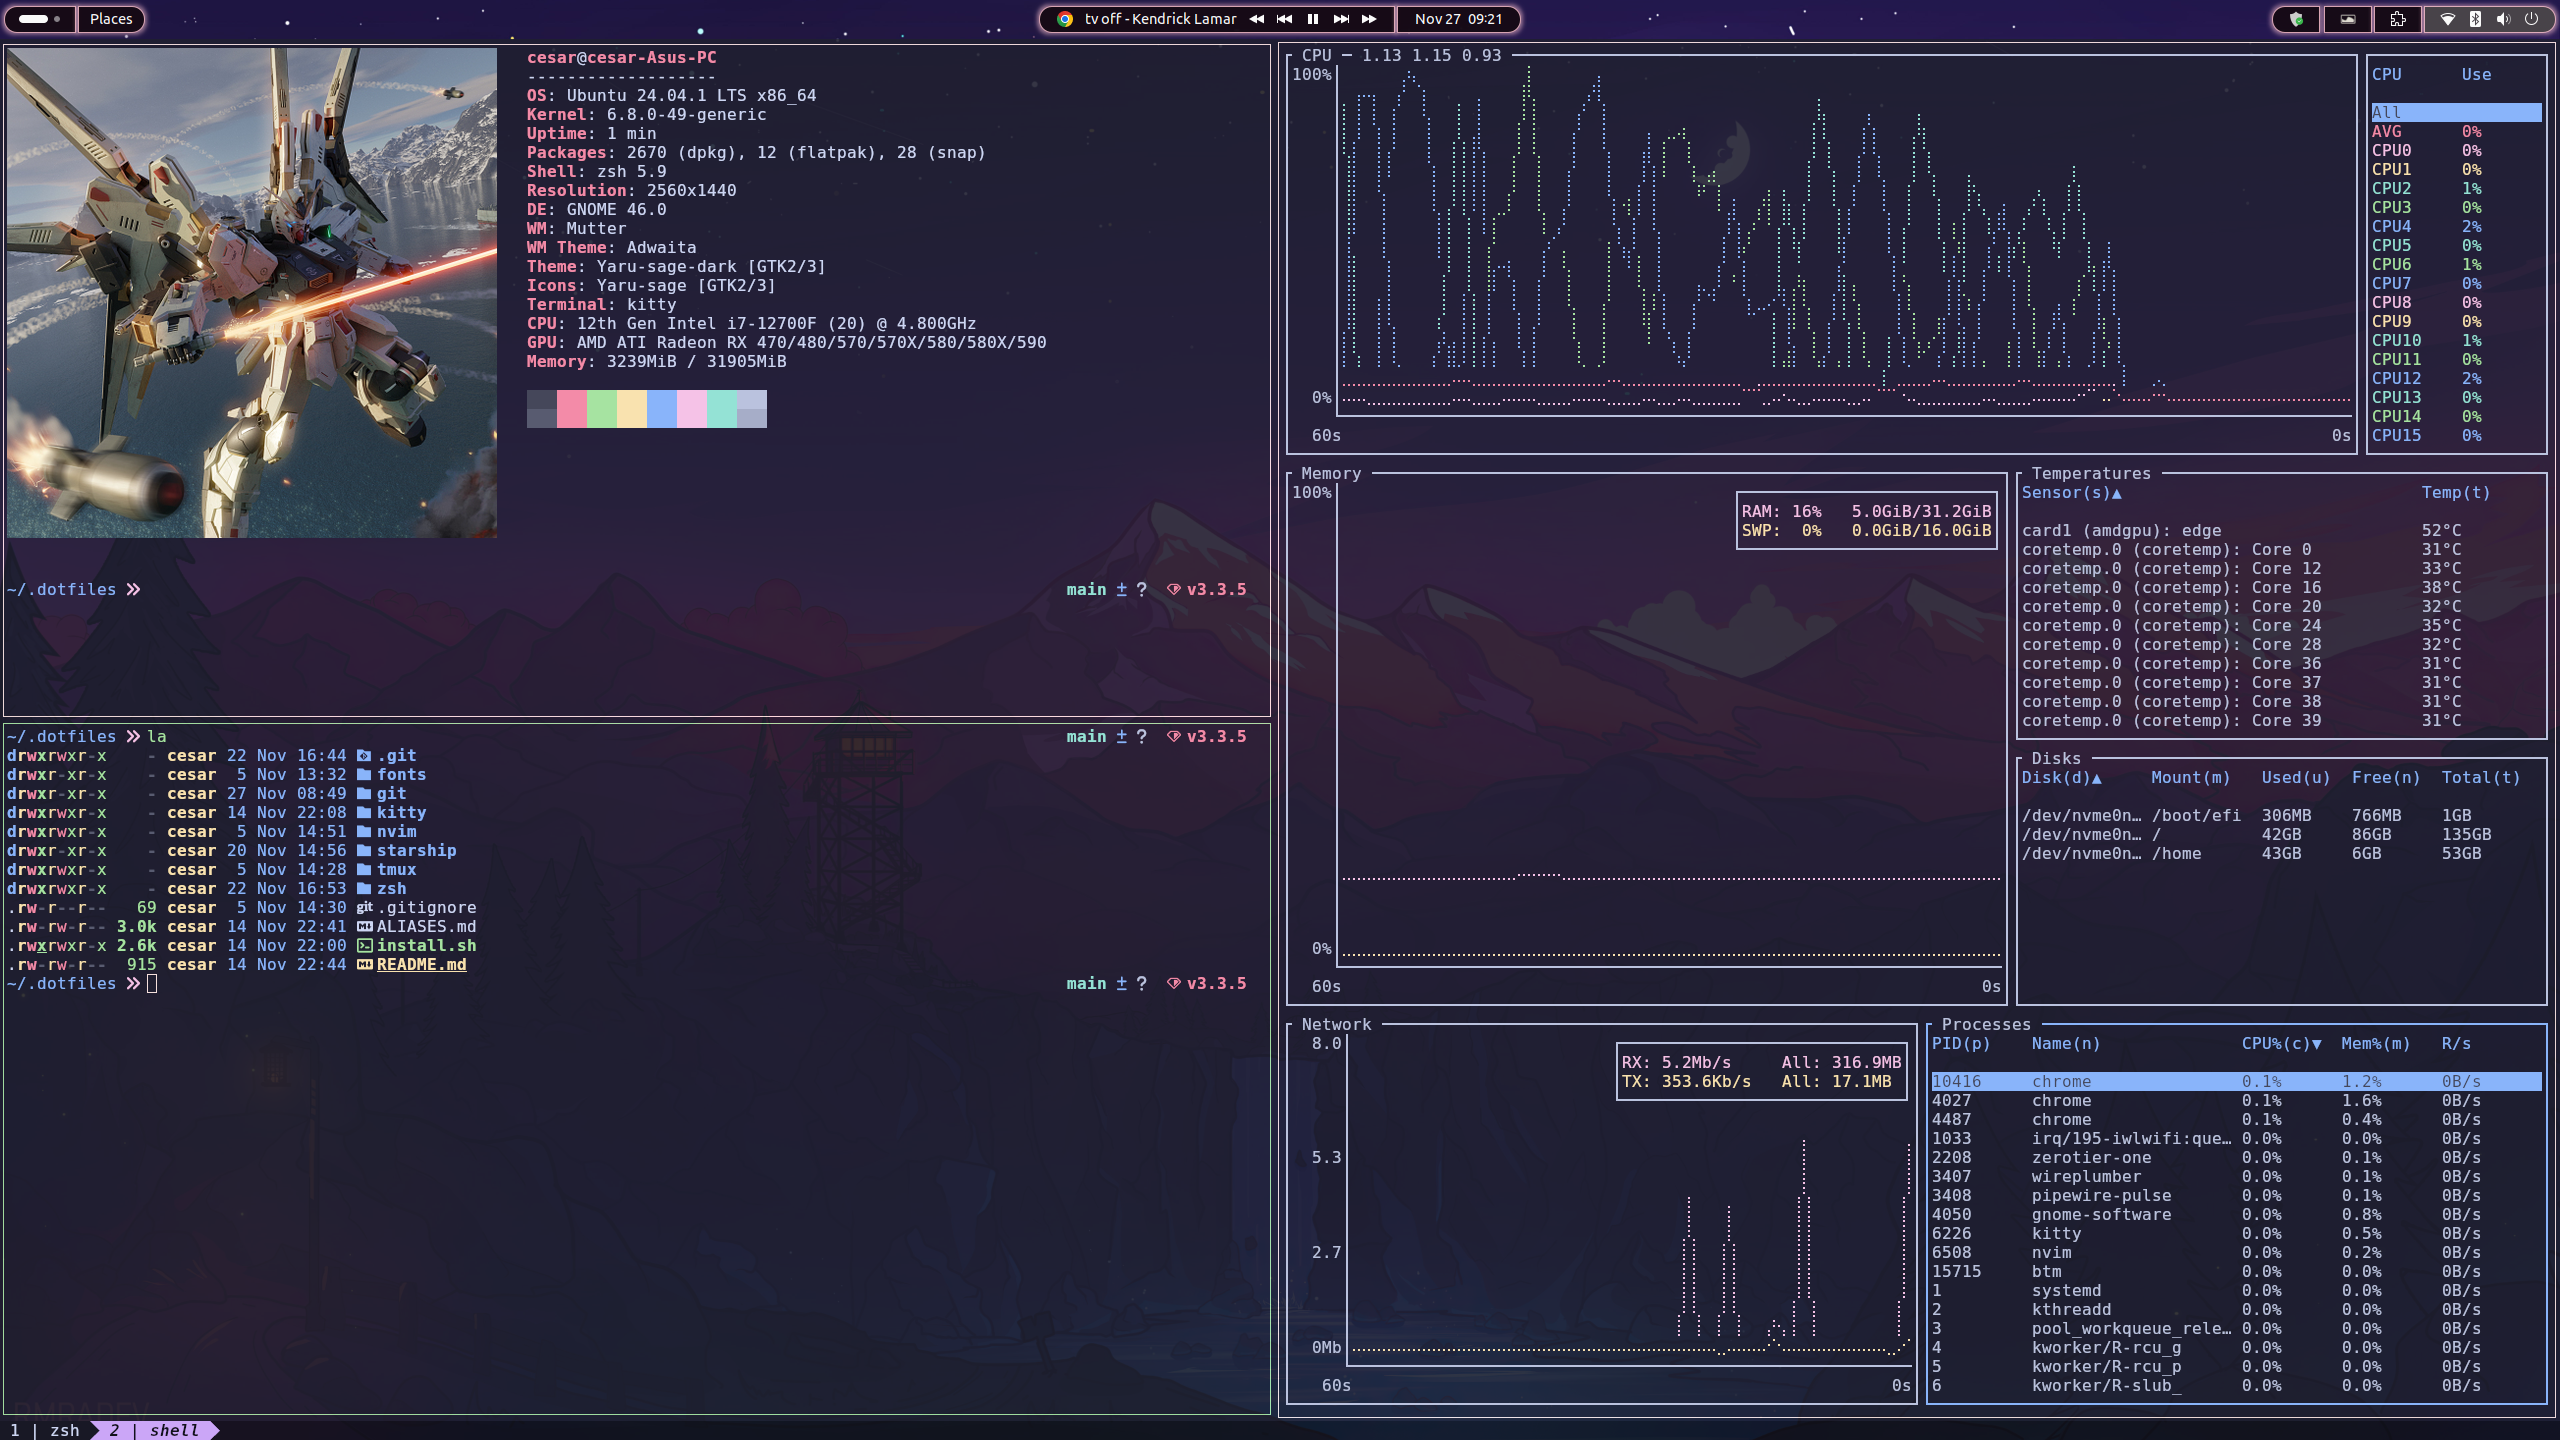 Places
tv off - Kendrick Lamar
Nov 27 09:21
cesar@cesar-Asus-PC
-------------------
OS: Ubuntu 24.04.1 LTS x86_64
Kernel: 6.8.0-49-generic
Uptime: 1 min
Packages: 2670 (dpkg), 12 (flatpak), 28 (snap)
Shell: zsh 5.9
Resolution: 2560x1440
DE: GNOME 46.0
WM: Mutter
WM Theme: Adwaita
Theme: Yaru-sage-dark [GTK2/3]
Icons: Yaru-sage [GTK2/3]
Terminal: kitty
CPU: 12th Gen Intel i7-12700F (20) @ 4.800GHz
GPU: AMD ATI Radeon RX 470/480/570/570X/580/580X/590
Memory: 3239MiB / 31905MiB
~/.dotfiles » main ± ? v3.3.5
~/.dotfiles » la main ± ? v3.3.5
drwxrwxr-x - cesar 22 Nov 16:44 .git
drwxr-xr-x - cesar 5 Nov 13:32 fonts
drwxr-xr-x - cesar 27 Nov 08:49 git
drwxrwxr-x - cesar 14 Nov 22:08 kitty
drwxrwxr-x - cesar 5 Nov 14:51 nvim
drwxr-xr-x - cesar 20 Nov 14:56 starship
drwxrwxr-x - cesar 5 Nov 14:28 tmux
drwxrwxr-x - cesar 22 Nov 16:53 zsh
.rw-r--r-- 69 cesar 5 Nov 14:30 git .gitignore
.rw-rw-r-- 3.0k cesar 14 Nov 22:41 ALIASES.md
.rwxrwxr-x 2.6k cesar 14 Nov 22:00 install.sh
.rw-rw-r-- 915 cesar 14 Nov 22:44 README.md
~/.dotfiles » main ± ? v3.3.5
1 | zsh 2 | shell
CPU — 1.13 1.15 0.93
100%
0%
60s 0s
CPU Use
All
AVG 0%
CPU0 0%
CPU1 0%
CPU2 1%
CPU3 0%
CPU4 2%
CPU5 0%
CPU6 1%
CPU7 0%
CPU8 0%
CPU9 0%
CPU10 1%
CPU11 0%
CPU12 2%
CPU13 0%
CPU14 0%
CPU15 0%
Memory
100%
RAM: 16% 5.0GiB/31.2GiB
SWP: 0% 0.0GiB/16.0GiB
0%
60s 0s
Temperatures
Sensor(s)▲ Temp(t)
card1 (amdgpu): edge 52°C
coretemp.0 (coretemp): Core 0 31°C
coretemp.0 (coretemp): Core 12 33°C
coretemp.0 (coretemp): Core 16 38°C
coretemp.0 (coretemp): Core 20 32°C
coretemp.0 (coretemp): Core 24 35°C
coretemp.0 (coretemp): Core 28 32°C
coretemp.0 (coretemp): Core 36 31°C
coretemp.0 (coretemp): Core 37 31°C
coretemp.0 (coretemp): Core 38 31°C
coretemp.0 (coretemp): Core 39 31°C
Disks
Disk(d)▲ Mount(m) Used(u) Free(n) Total(t)
/dev/nvme0n… /boot/efi 306MB 766MB 1GB
/dev/nvme0n… / 42GB 86GB 135GB
/dev/nvme0n… /home 43GB 6GB 53GB
Network
8.0
RX: 5.2Mb/s All: 316.9MB
TX: 353.6Kb/s All: 17.1MB
5.3
2.7
0Mb
60s 0s
Processes
PID(p) Name(n) CPU%(c)▼ Mem%(m) R/s
10416 chrome 0.1% 1.2% 0B/s
4027 chrome 0.1% 1.6% 0B/s
4487 chrome 0.1% 0.4% 0B/s
1033 irq/195-iwlwifi:que… 0.0% 0.0% 0B/s
2208 zerotier-one 0.0% 0.1% 0B/s
3407 wireplumber 0.0% 0.1% 0B/s
3408 pipewire-pulse 0.0% 0.1% 0B/s
4050 gnome-software 0.0% 0.8% 0B/s
6226 kitty 0.0% 0.5% 0B/s
6508 nvim 0.0% 0.2% 0B/s
15715 btm 0.0% 0.0% 0B/s
1 systemd 0.0% 0.0% 0B/s
2 kthreadd 0.0% 0.0% 0B/s
3 pool_workqueue_rele… 0.0% 0.0% 0B/s
4 kworker/R-rcu_g 0.0% 0.0% 0B/s
5 kworker/R-rcu_p 0.0% 0.0% 0B/s
6 kworker/R-slub_ 0.0% 0.0% 0B/s